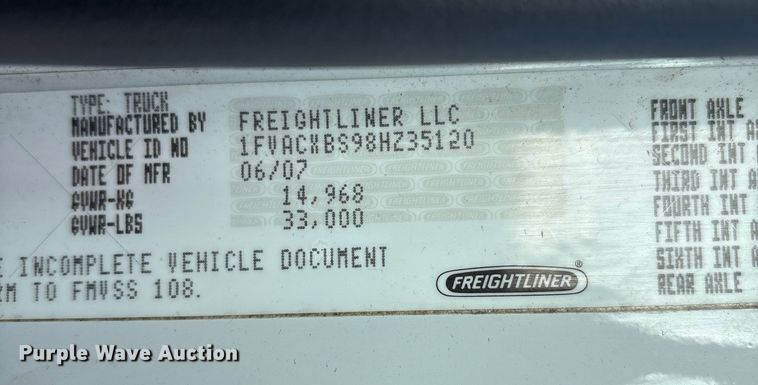 TYPE: TRUCK
MANUFACTURED BY FREIGHTLINER LLC
VEHICLE ID NO 1FVACXBS98HZ35120
DATE OF MFR 06/07
GVWR-KG 14,968
GVWR-LBS 33,000
E INCOMPLETE VEHICLE DOCUMENT
RM TO FMVSS 108.
FRONT AXLE
FIRST INT A
SECOND INT
THIRD INT A
FOURTH INT
FIFTH INT A
SIXTH INT A
REAR AXLE
FREIGHTLINER®
Purple Wave Auction